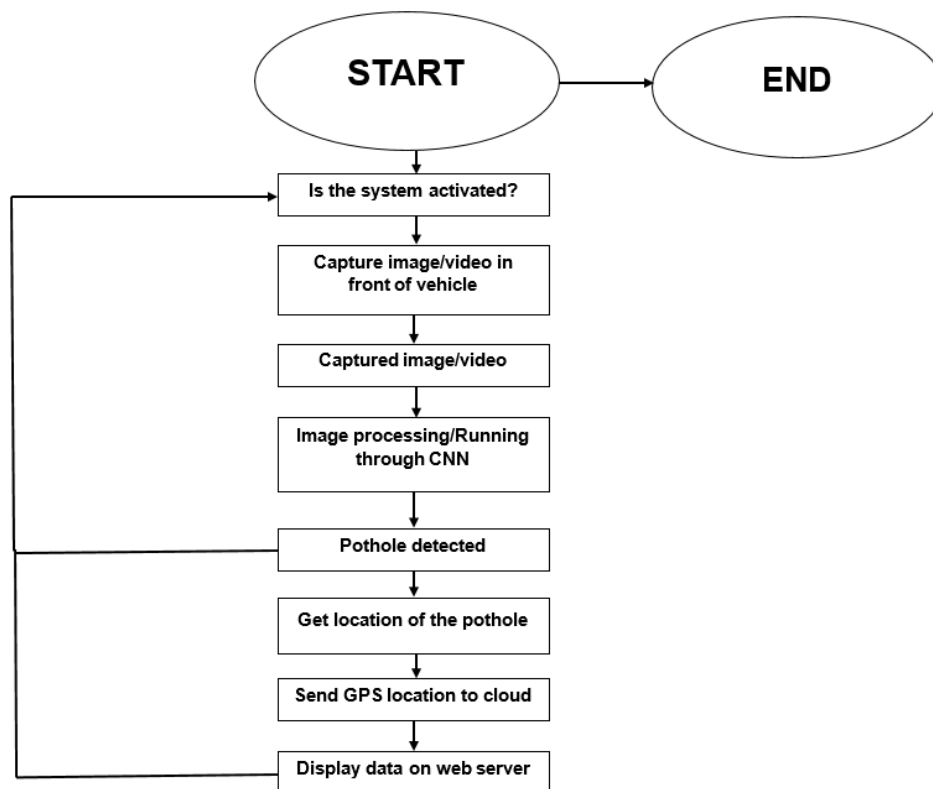 START
END
Is the system activated?
Capture image/video in
front of vehicle
Captured image/video
Image processing/Running
through CNN
Pothole detected
Get location of the pothole
Send GPS location to cloud
Display data on web server